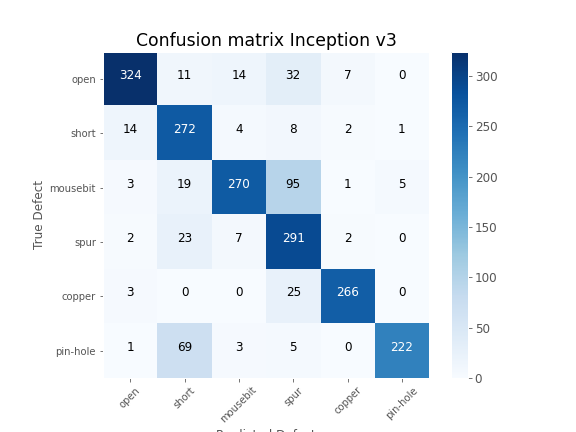 Confusion matrix Inception v3
True Defect
open 324 11 14 32 7 0
short 14 272 4 8 2 1
mousebit 3 19 270 95 1 5
spur 2 23 7 291 2 0
copper 3 0 0 25 266 0
pin-hole 1 69 3 5 0 222
open short mousebit spur copper pin-hole
Predicted Defect
300
250
200
150
100
50
0